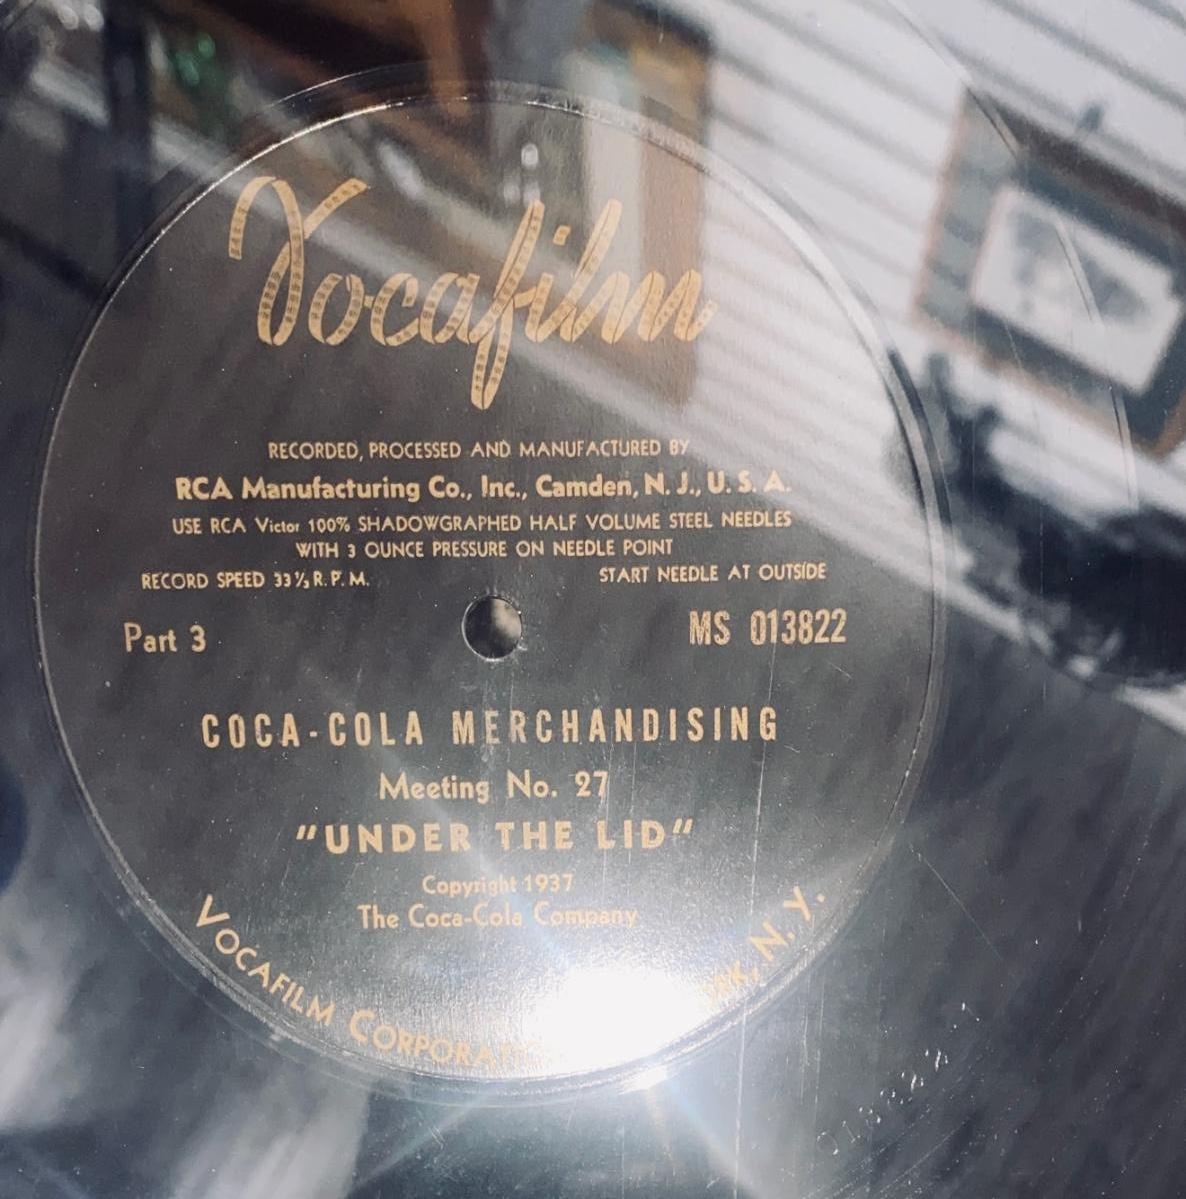 Vocafilm
RECORDED, PROCESSED AND MANUFACTURED BY
RCA Manufacturing Co., Inc., Camden, N. J., U. S. A.
USE RCA Victor 100% SHADOWGRAPHED HALF VOLUME STEEL NEEDLES
WITH 3 OUNCE PRESSURE ON NEEDLE POINT
RECORD SPEED 33⅓ R. P. M.
START NEEDLE AT OUTSIDE
Part 3
MS 013822
COCA-COLA MERCHANDISING
Meeting No. 27
"UNDER THE LID"
Copyright 1937
The Coca-Cola Company
VOCAFILM N. Y.